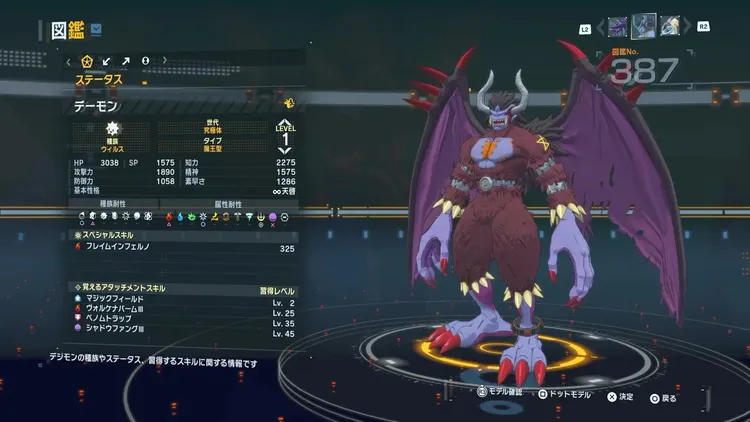 図鑑
L2
R2
図鑑No.
387
ステータス
デーモン
種族
ウイルス
世代
究極体
タイプ
魔王型
LEVEL
1
HP 3038 SP 1575 知力 2275
攻撃力 1890 精神 1575
防御力 1058 素早さ 1286
基本性格 天啓
種族耐性 属性耐性
スペシャルスキル
フレイムインフェルノ 325
覚えるアタッチメントスキル 習得レベル
マジックフィールド Lv. 2
ヴォルケナパームIII Lv. 25
ベノムトラップ Lv. 35
シャドウファングIII Lv. 45
デジモンの種族やステータス、習得するスキルに関する情報です
R3 モデル確認 ドットモデル 決定 戻る